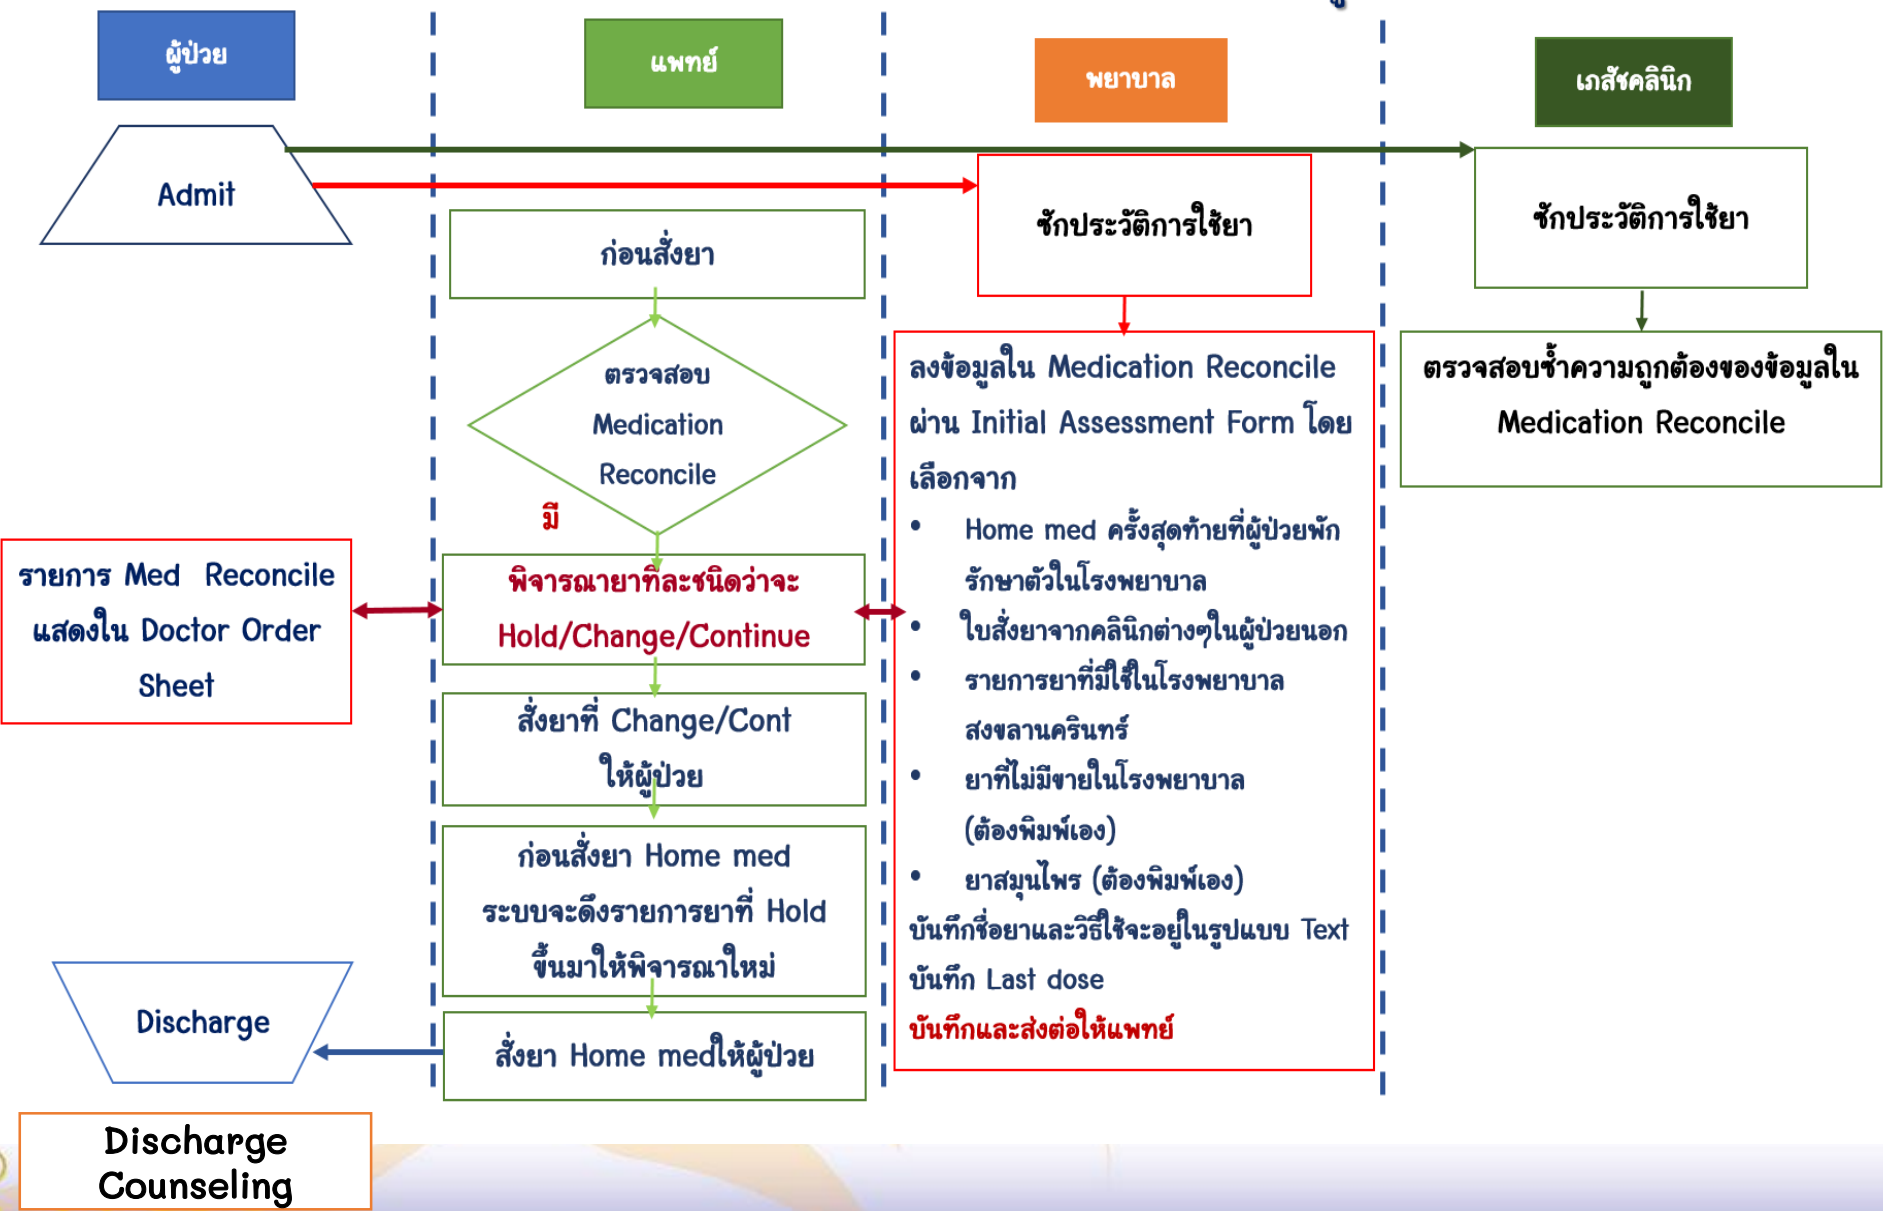 ผู้ป่วย
แพทย์
พยาบาล
เภสัชคลินิก
Admit
ก่อนสั่งยา
ตรวจสอบ
Medication
Reconcile
มี
พิจารณายาทีละชนิดว่าจะ
Hold/Change/Continue
สั่งยาที่ Change/Cont
ให้ผู้ป่วย
ก่อนสั่งยา Home med
ระบบจะดึงรายการยาที่ Hold
ขึ้นมาให้พิจารณาใหม่
สั่งยา Home medให้ผู้ป่วย
ซักประวัติการใช้ยา
ลงข้อมูลใน Medication Reconcile
ผ่าน Initial Assessment Form โดย
เลือกจาก
• Home med ครั้งสุดท้ายที่ผู้ป่วยพัก
รักษาตัวในโรงพยาบาล
• ใบสั่งยาจากคลินิกต่างๆในผู้ป่วยนอก
• รายการยาที่มีใช้ในโรงพยาบาล
สงขลานครินทร์
• ยาที่ไม่มีขายในโรงพยาบาล
(ต้องพิมพ์เอง)
• ยาสมุนไพร (ต้องพิมพ์เอง)
บันทึกชื่อยาและวิธีใช้จะอยู่ในรูปแบบ Text
บันทึก Last dose
บันทึกและส่งต่อให้แพทย์
ซักประวัติการใช้ยา
ตรวจสอบซ้ำความถูกต้องของข้อมูลใน
Medication Reconcile
รายการ Med Reconcile
แสดงใน Doctor Order
Sheet
Discharge
Discharge
Counseling